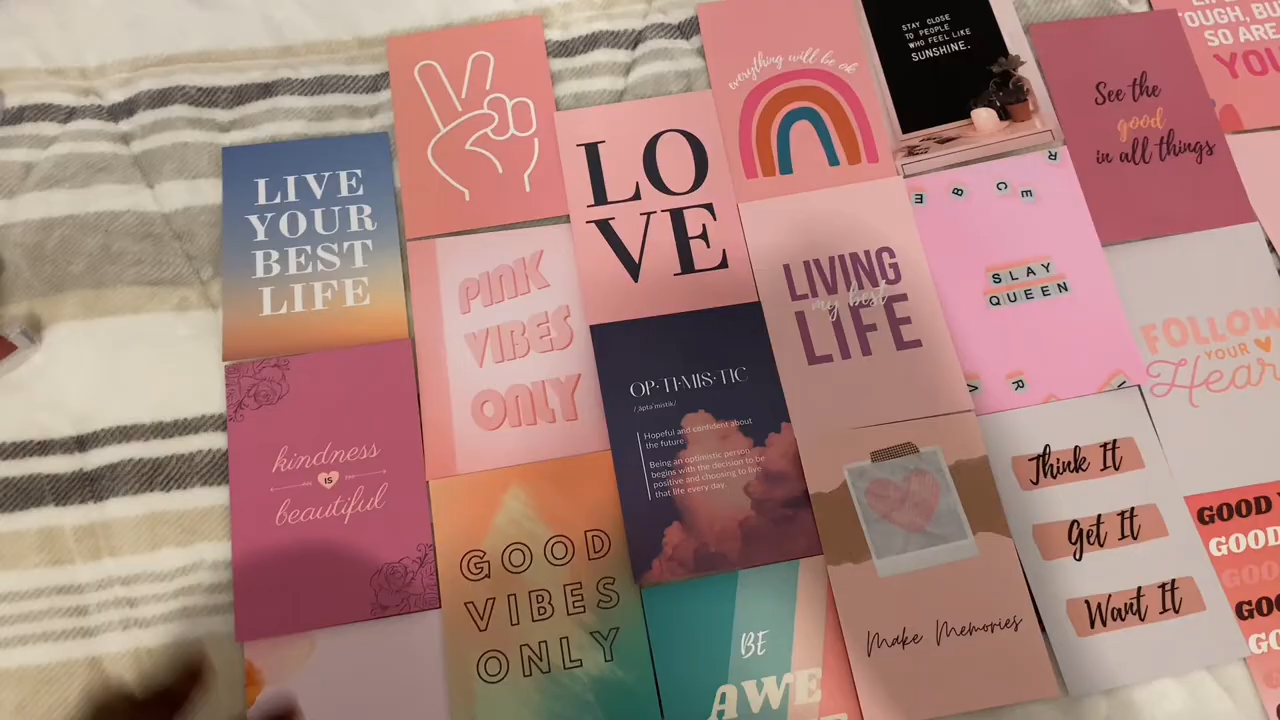 LIVE
YOUR
BEST
LIFE
kindness
IS
beautiful
PINK
VIBES
ONLY
GOOD
VIBES
ONLY
LO
VE
OP·TI·MIS·TIC
Hopeful and confident about
the future.
Being an optimistic person
begins with the decision to be
positive and choosing to live
that life every day.
BE
AWE
everything will be ok
LIVING
my best
LIFE
Make Memories
STAY CLOSE
TO PEOPLE
WHO FEEL LIKE
SUNSHINE.
R
E B C E
SLAY
QUEEN
A R
Think It
Get It
Want It
See the
good
in all things
FOLLOW
YOUR
Heart
OUGH, BU
SO ARE
YOU
GOOD
GOOD
GOO
GOO
GO